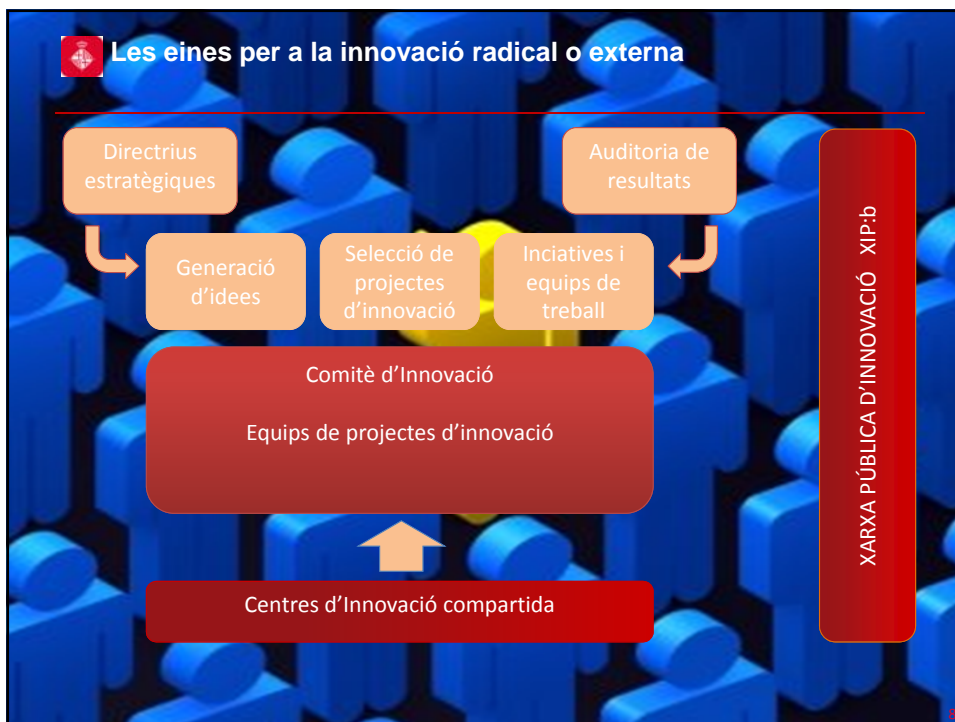 Les eines per a la innovació radical o externa
Directrius
estratègiques
Auditoria de
resultats
Generació
d’idees
Selecció de
projectes
d’innovació
Inciatives i
equips de
treball
Comitè d’Innovació
Equips de projectes d’innovació
Centres d’Innovació compartida
XARXA PÚBLICA D’INNOVACIÓ XIP:b